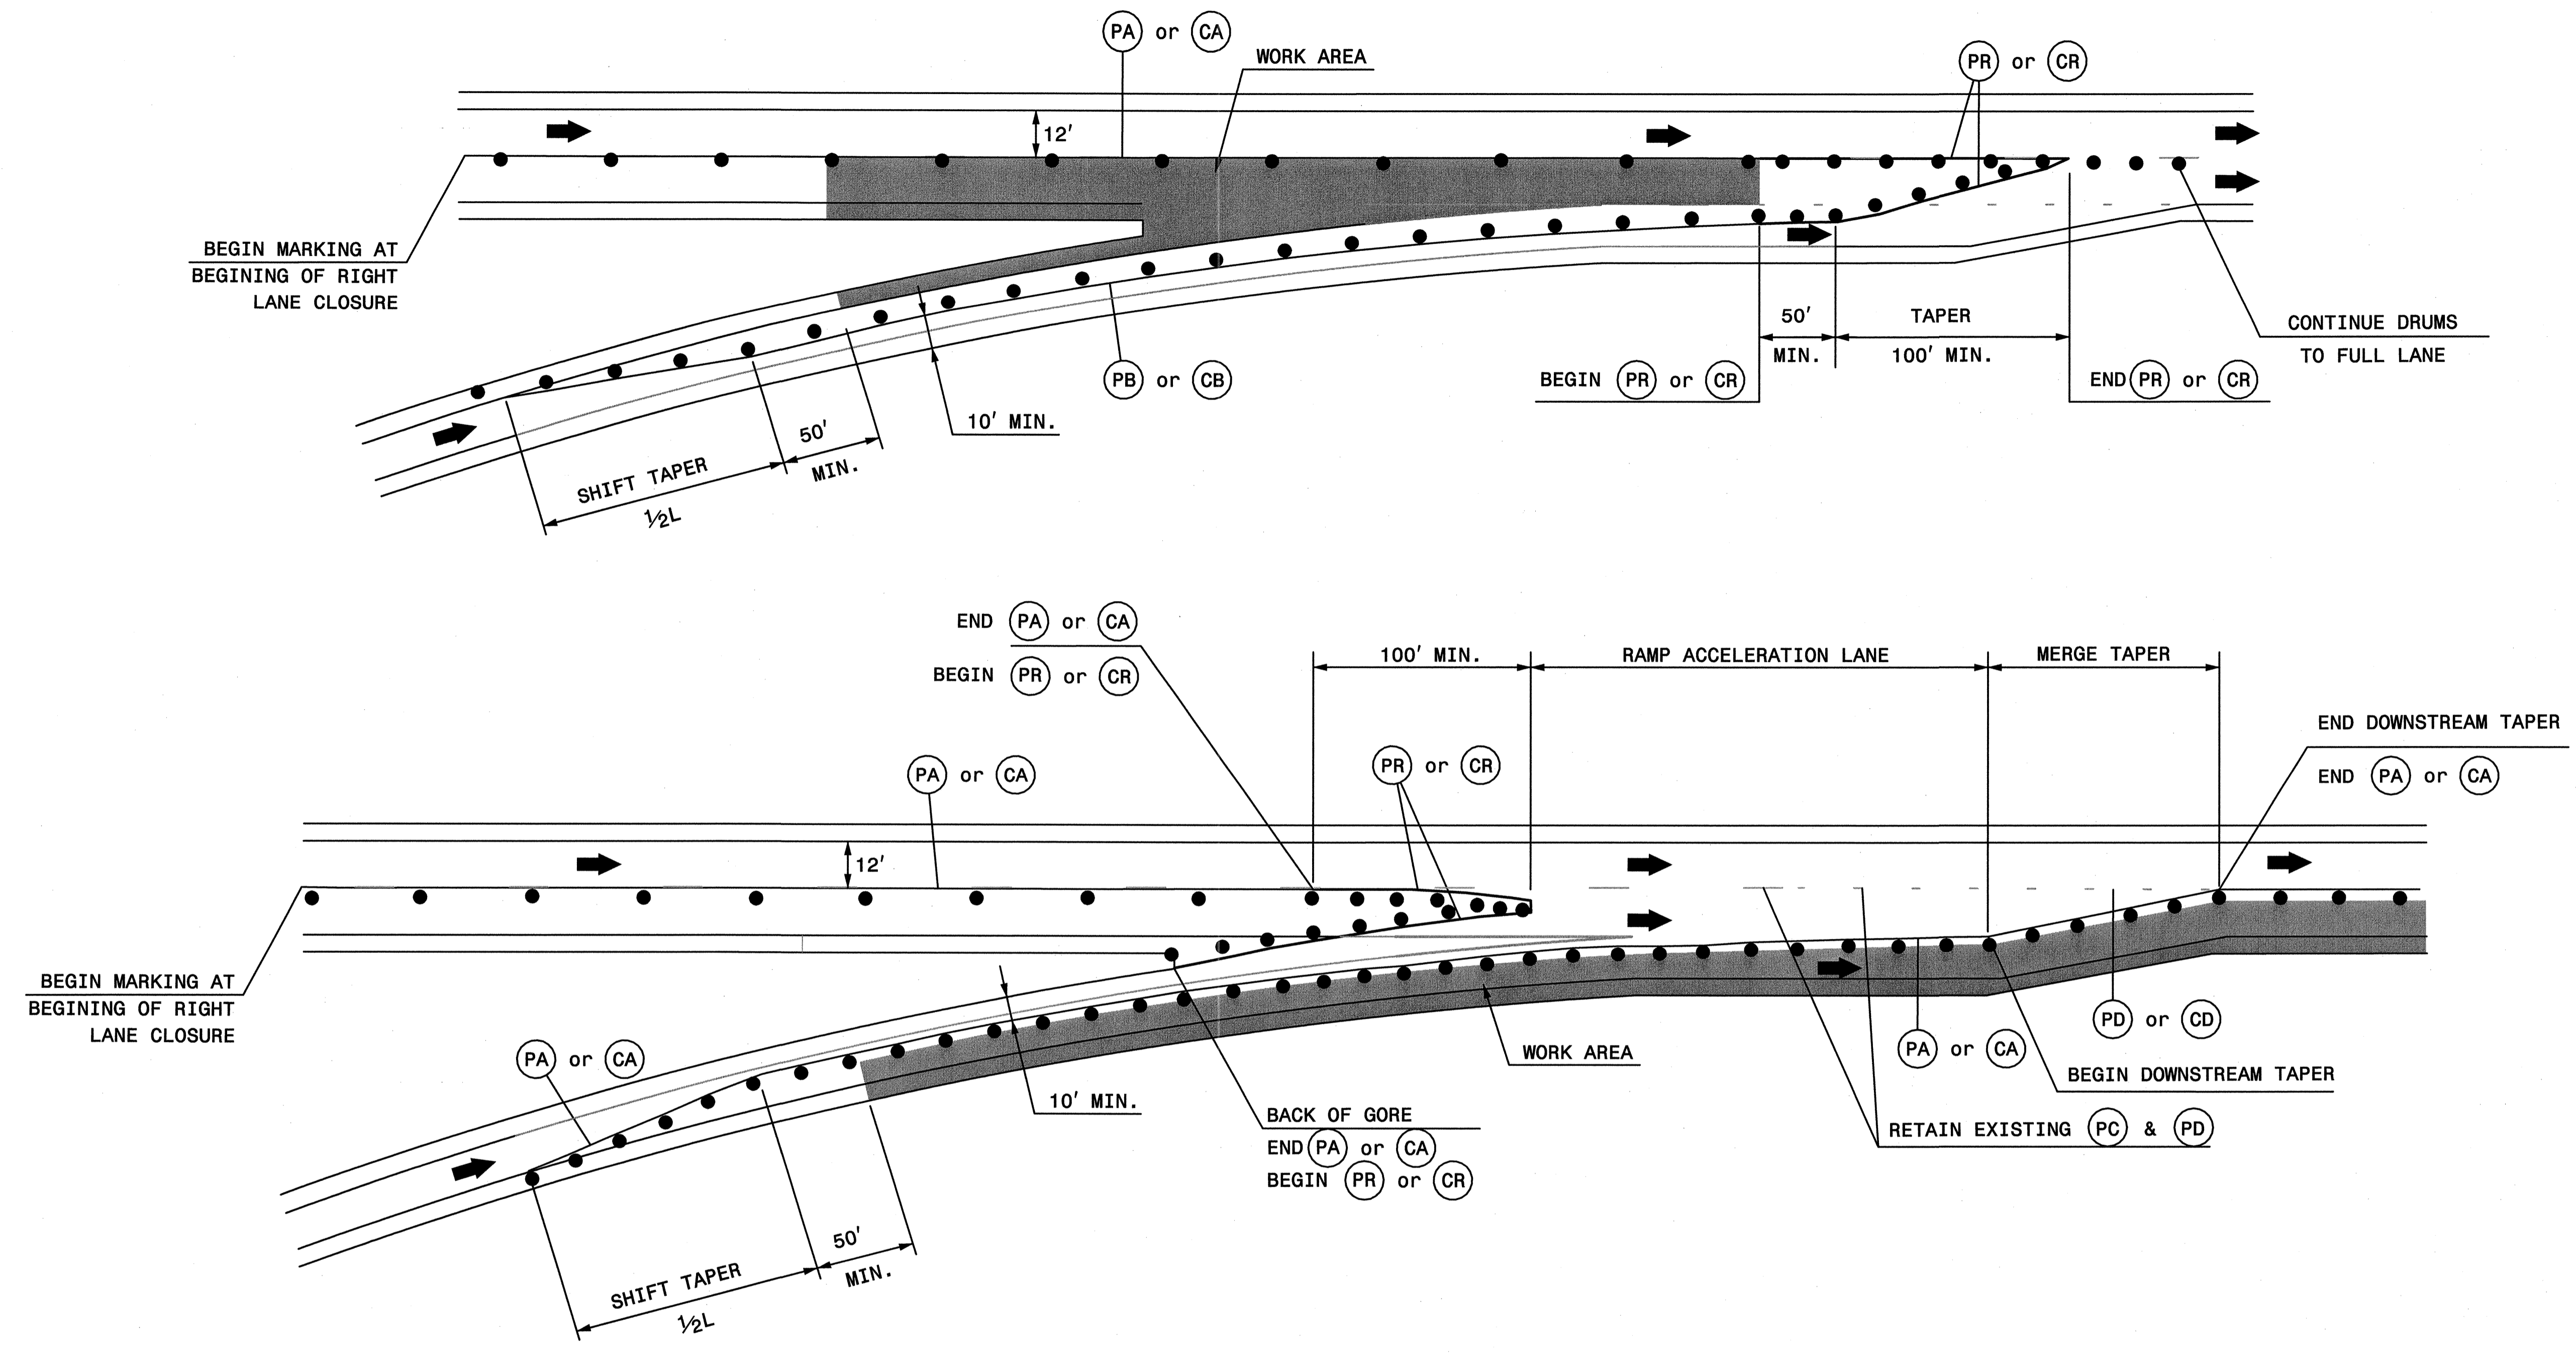 PA or CA
WORK AREA
PR or CR
12'
BEGIN MARKING AT
BEGINING OF RIGHT
LANE CLOSURE
50'
MIN.
TAPER
100' MIN.
CONTINUE DRUMS
TO FULL LANE
BEGIN PR or CR
END PR or CR
PB or CB
10' MIN.
50'
MIN.
SHIFT TAPER
½L
END PA or CA
BEGIN PR or CR
100' MIN.
RAMP ACCELERATION LANE
MERGE TAPER
END DOWNSTREAM TAPER
END PA or CA
PA or CA
PR or CR
12'
BEGIN MARKING AT
BEGINING OF RIGHT
LANE CLOSURE
PA or CA
10' MIN.
WORK AREA
PD or CD
PA or CA
BEGIN DOWNSTREAM TAPER
RETAIN EXISTING PC & PD
BACK OF GORE
END PA or CA
BEGIN PR or CR
50'
MIN.
SHIFT TAPER
½L